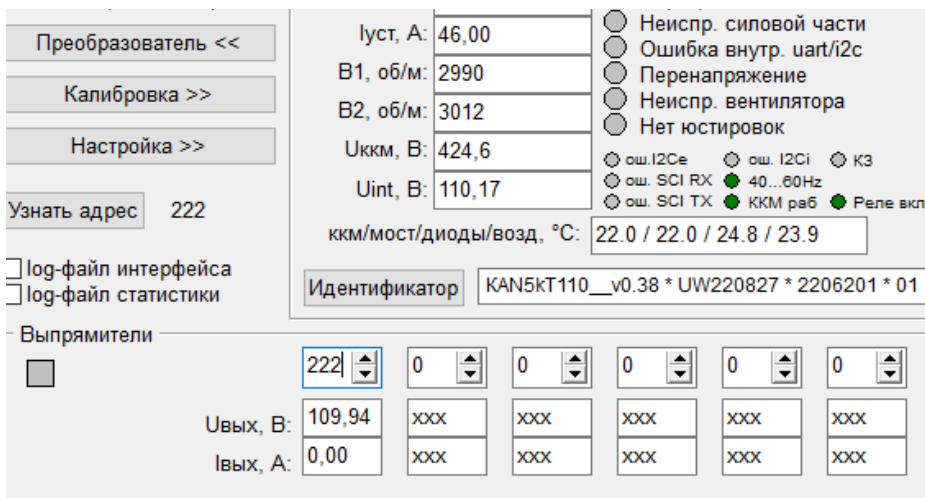 Преобразователь <<
Калибровка >>
Настройка >>
Узнать адрес 222
log-файл интерфейса
log-файл статистики
Iуст, А: 46,00
В1, об/м: 2990
В2, об/м: 3012
Uккм, В: 424,6
Uint, В: 110,17
Неиспр. силовой части
Ошибка внутр. uart/i2c
Перенапряжение
Неиспр. вентилятора
Нет юстировок
ош.I2Ce ош. I2Ci КЗ
ош. SCI RX 40...60Hz
ош. SCI TX ККМ раб Реле вкл
ккм/мост/диоды/возд, °C: 22.0 / 22.0 / 24.8 / 23.9
Идентификатор KAN5kT110__v0.38 * UW220827 * 2206201 * 01
Выпрямители
222 0 0 0 0 0
Uвых, В: 109,94 xxx xxx xxx xxx xxx
Iвых, А: 0,00 xxx xxx xxx xxx xxx